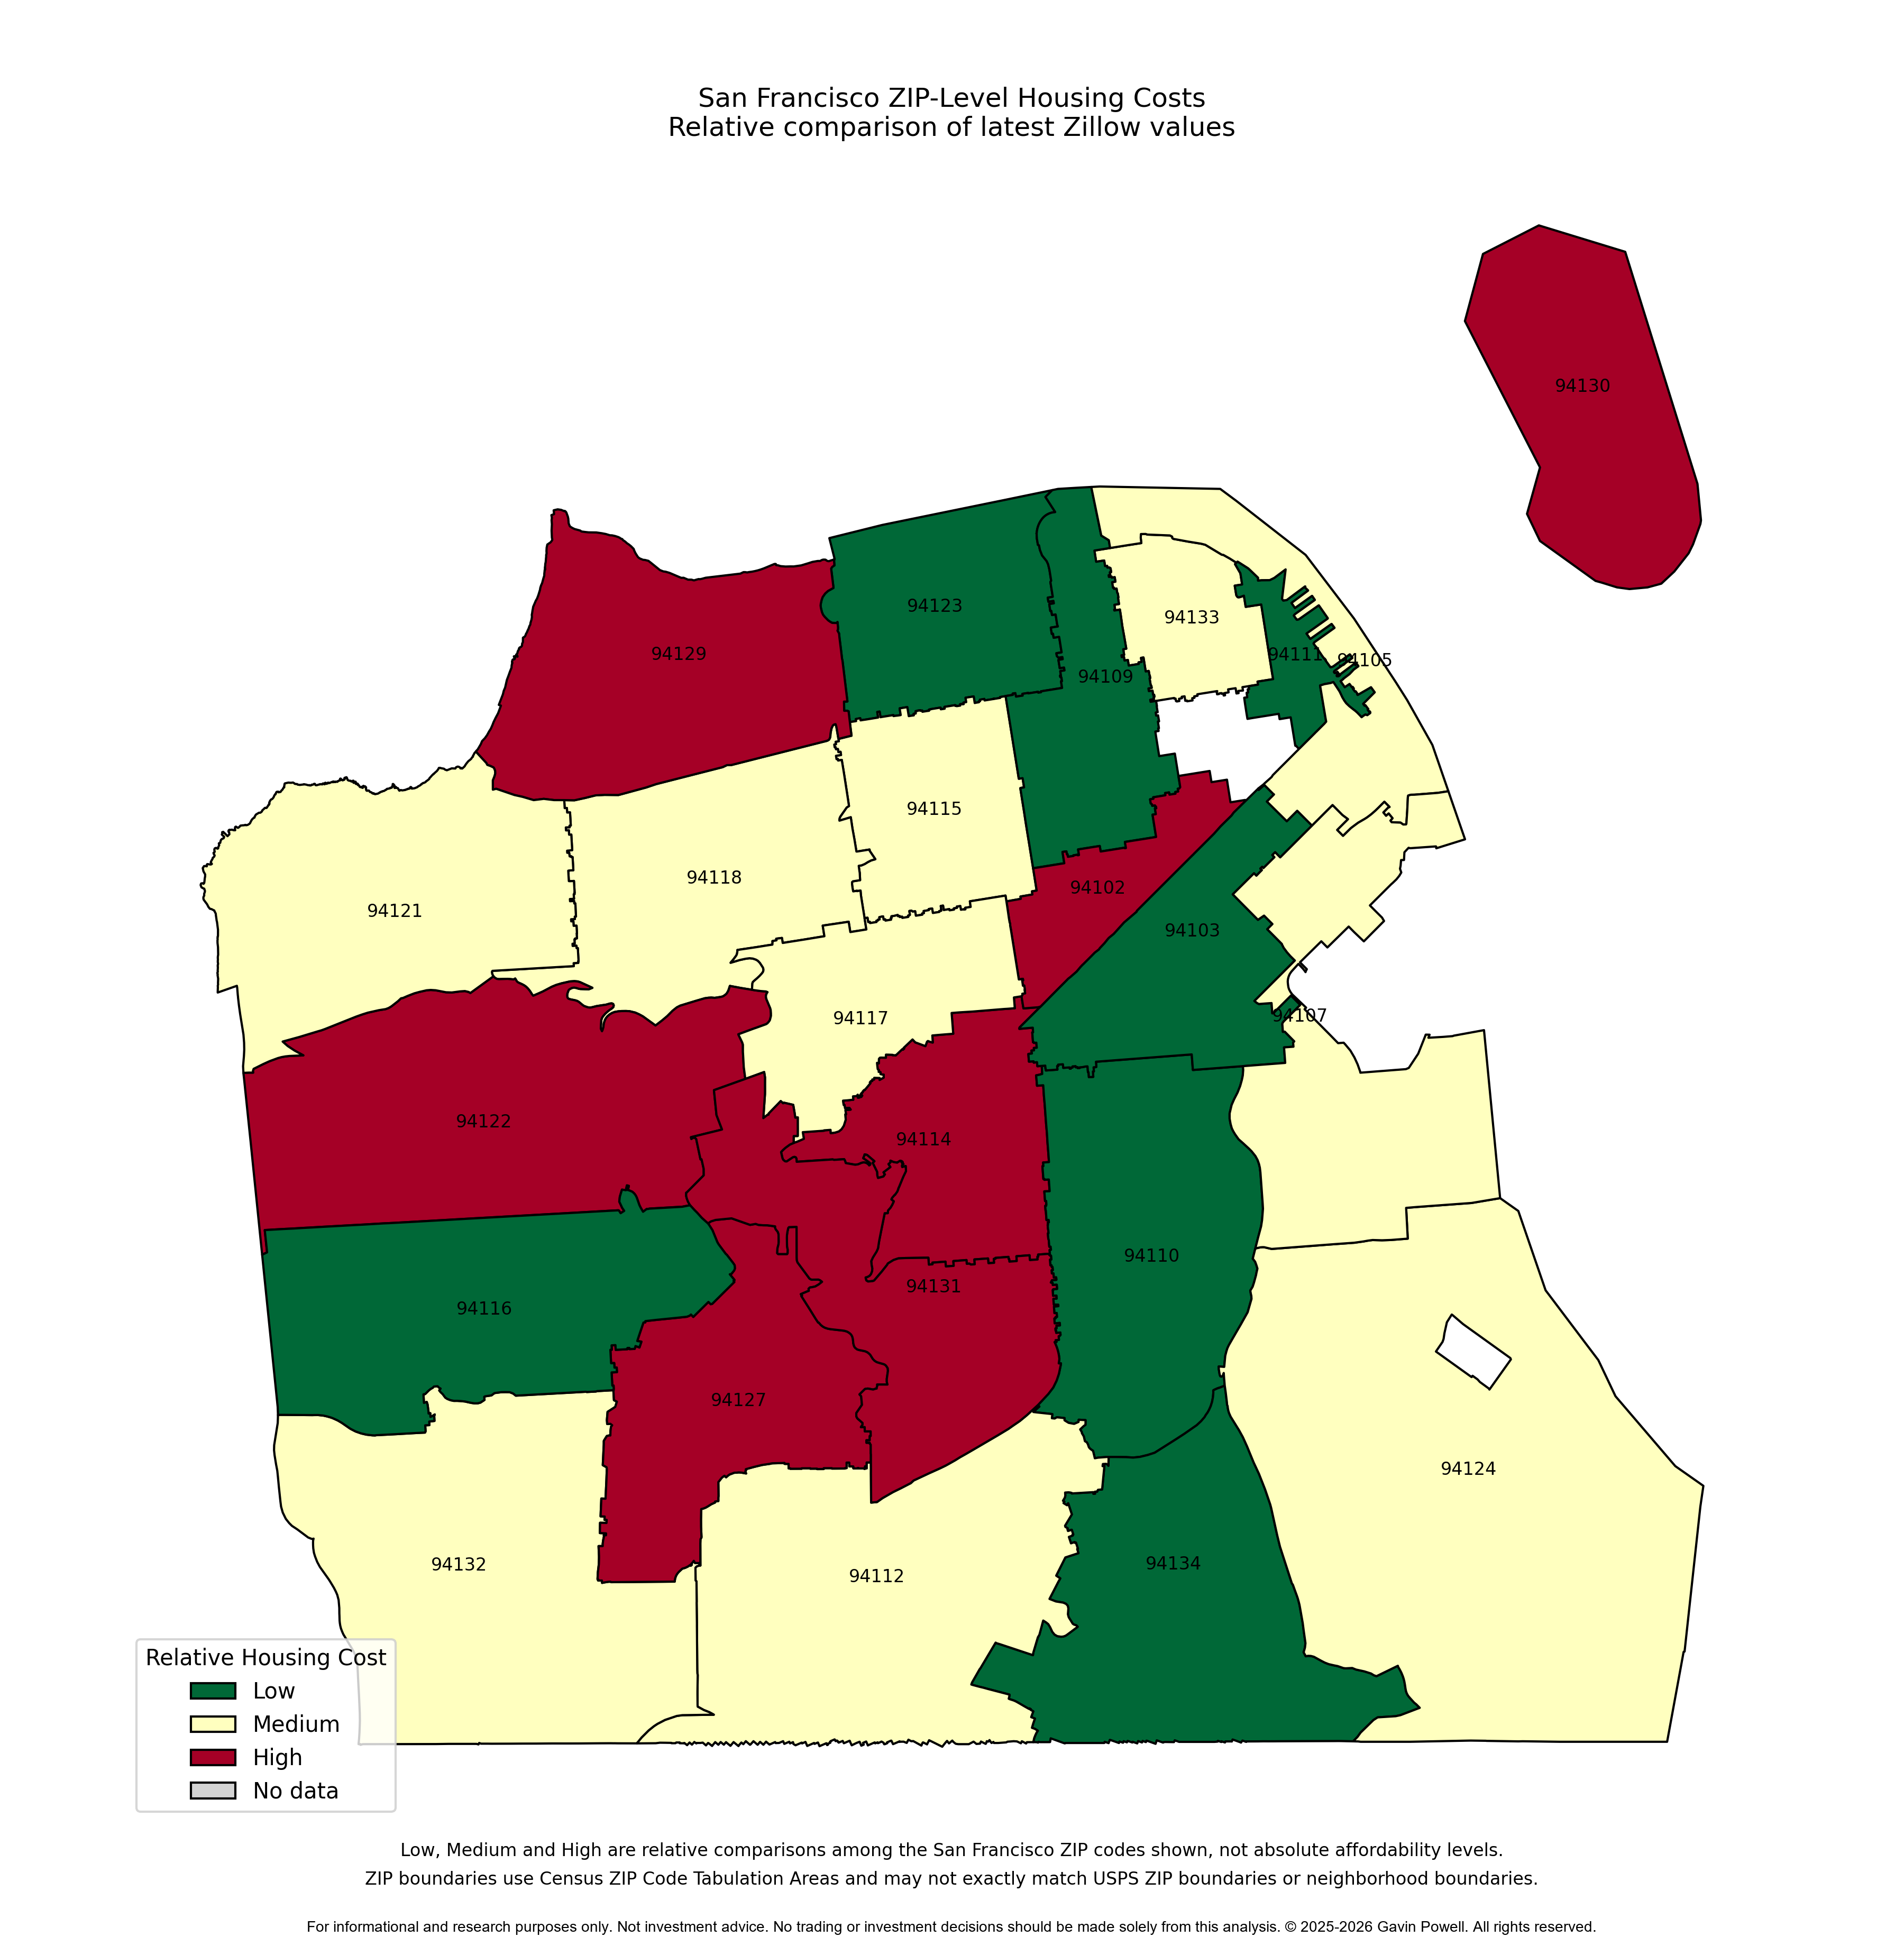 San Francisco ZIP-Level Housing Costs
Relative comparison of latest Zillow values
94130
94123
94133
94129
94111
94105
94109
94115
94118
94102
94121
94103
94117
94107
94122
94114
94110
94131
94116
94127
94124
94132
94112
94134
Relative Housing Cost
Low
Medium
High
No data
Low, Medium and High are relative comparisons among the San Francisco ZIP codes shown, not absolute affordability levels.
ZIP boundaries use Census ZIP Code Tabulation Areas and may not exactly match USPS ZIP boundaries or neighborhood boundaries.
For informational and research purposes only. Not investment advice. No trading or investment decisions should be made solely from this analysis. © 2025-2026 Gavin Powell. All rights reserved.